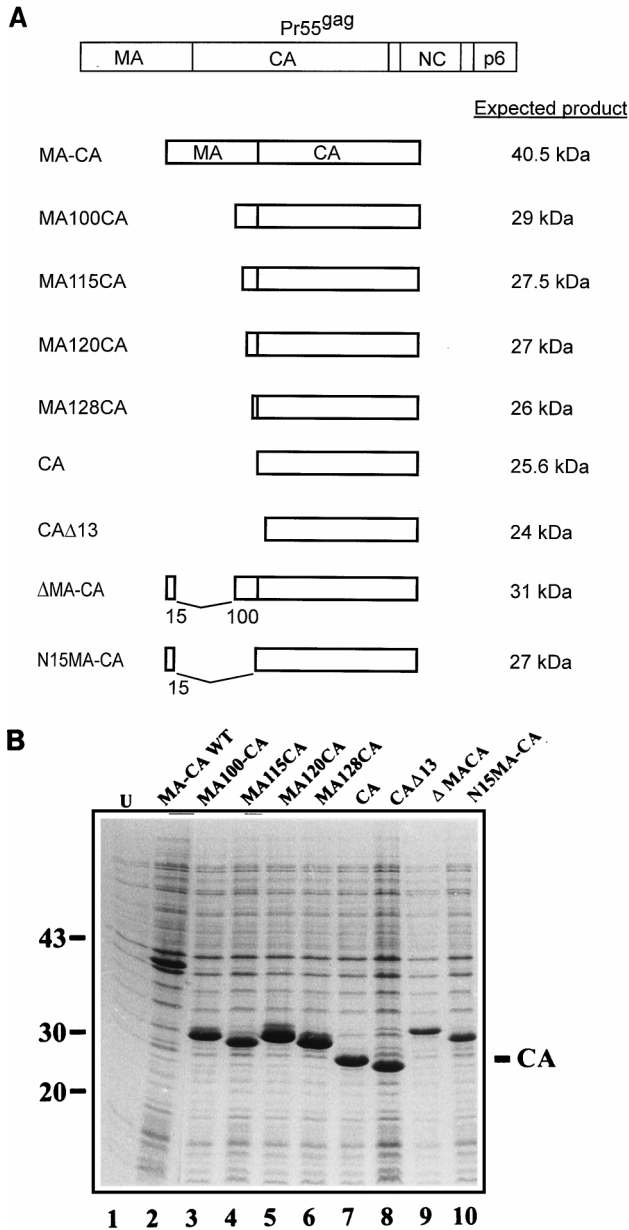 A
Pr55gag
MA CA NC p6
Expected product
MA-CA MA CA 40.5 kDa
MA100CA 29 kDa
MA115CA 27.5 kDa
MA120CA 27 kDa
MA128CA 26 kDa
CA 25.6 kDa
CAΔ13 24 kDa
ΔMA-CA 31 kDa
15 100
N15MA-CA 27 kDa
15
B
U MA-CA WT MA100-CA MA115CA MA120CA MA128CA CA CAΔ13 Δ MACA N15MA-CA
43
30
CA
20
1 2 3 4 5 6 7 8 9 10